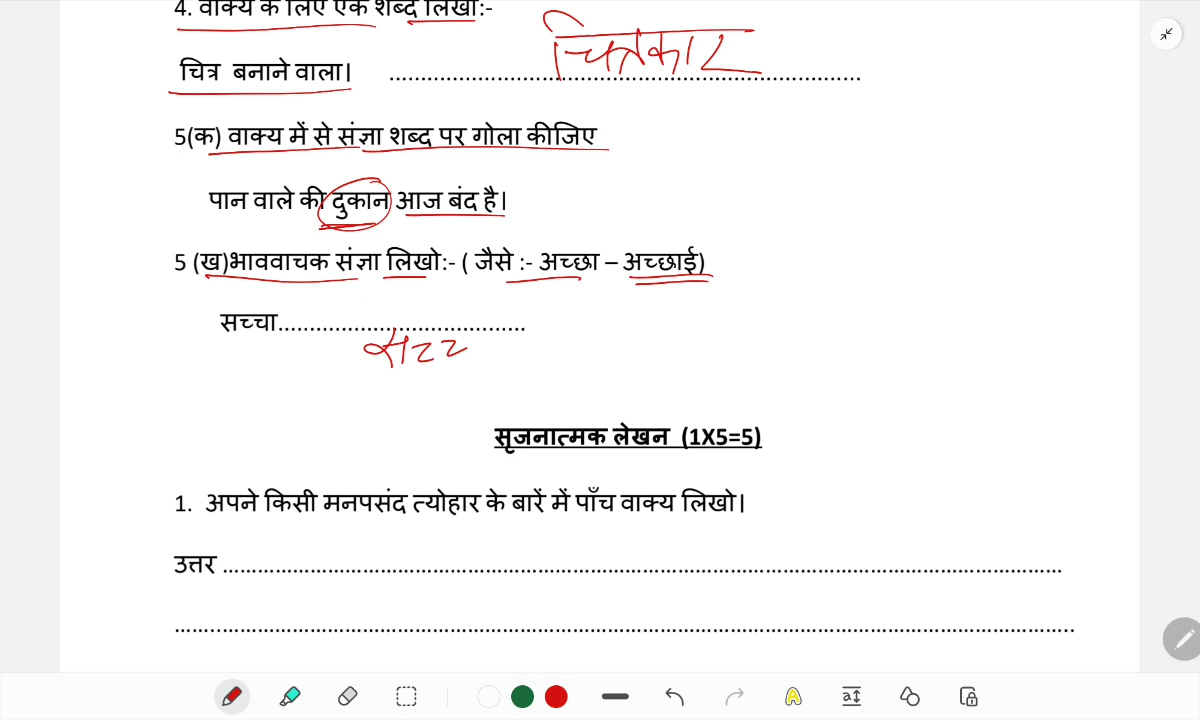 4. वाक्य के लिए एक शब्द लिखो:-
चित्रकार
चित्र बनाने वाला। ..........................................................................
5(क) वाक्य में से संज्ञा शब्द पर गोला कीजिए
पान वाले की दुकान आज बंद है।
5 (ख)भाववाचक संज्ञा लिखो:- ( जैसे :- अच्छा – अच्छाई)
सच्चा.......................................
सृजनात्मक लेखन (1X5=5)
1. अपने किसी मनपसंद त्योहार के बारें में पाँच वाक्य लिखो।
उत्तर ……………………………………………………………………………………………………………………………
……..…………………………………………………………………………………………………………………………..